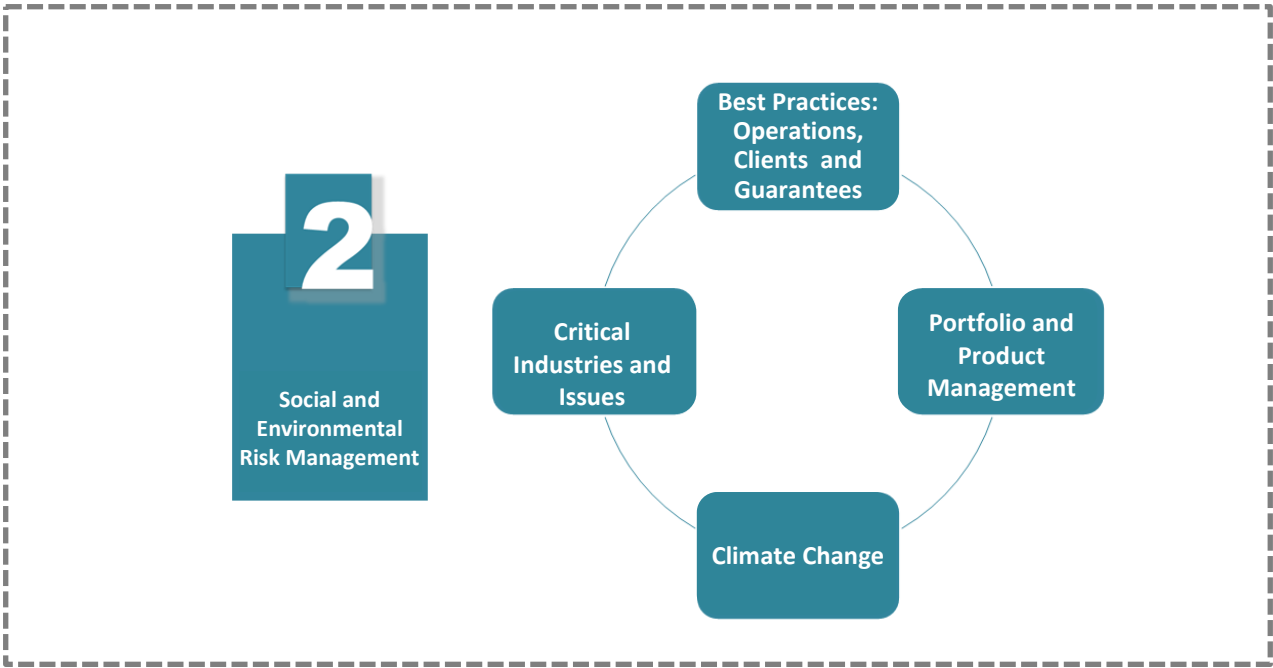 2
Social and
Environmental
Risk Management
Best Practices:
Operations,
Clients and
Guarantees
Critical
Industries and
Issues
Portfolio and
Product
Management
Climate Change